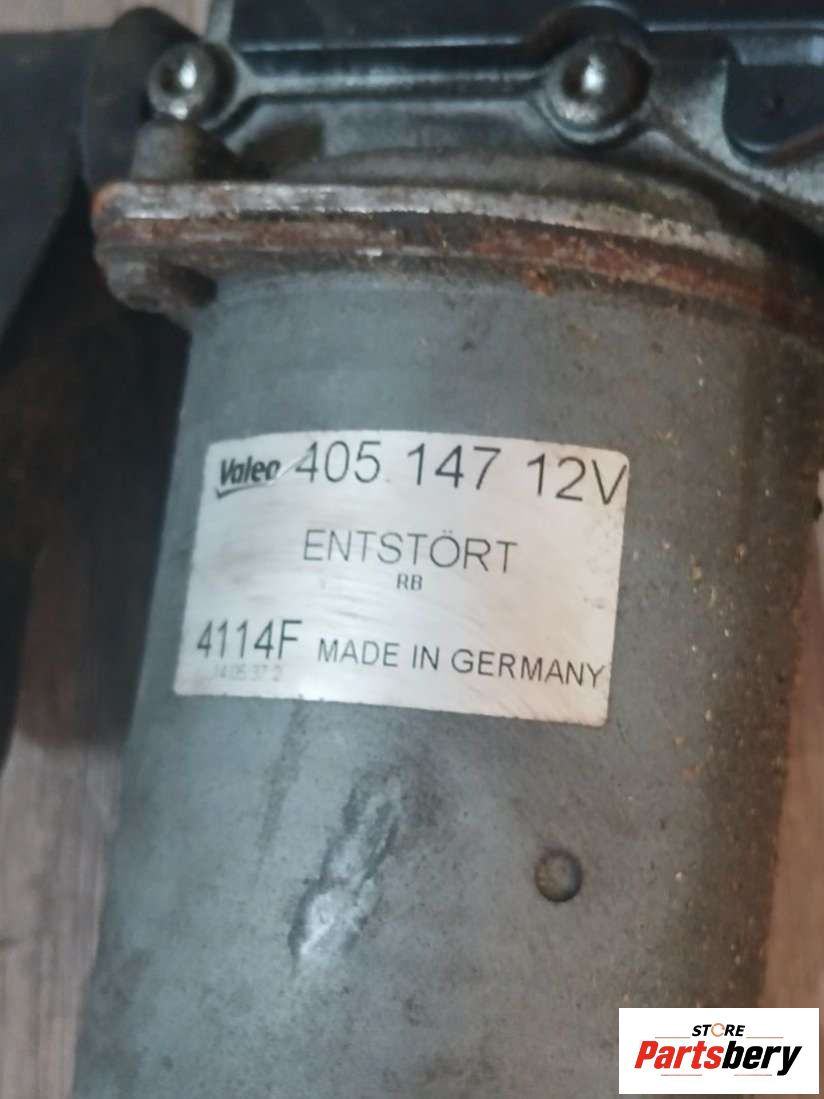 Valeo 405 147 12V
ENTSTÖRT
RB
4114F MADE IN GERMANY
STORE
Partsbery